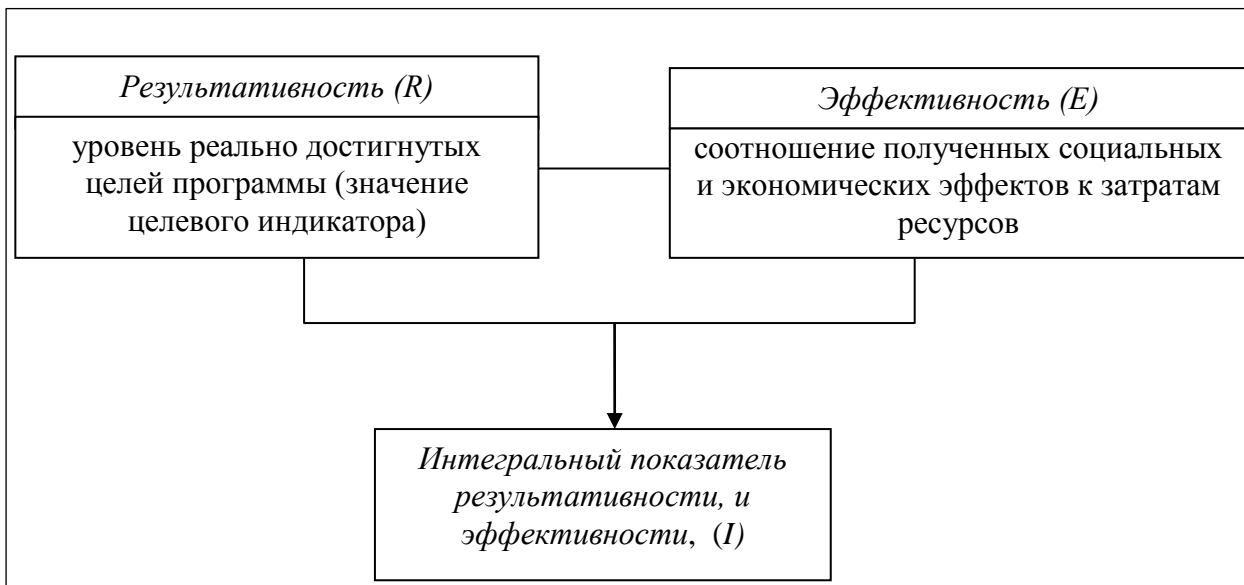 Результативность (R)
уровень реально достигнутых
целей программы (значение
целевого индикатора)
Эффективность (E)
соотношение полученных социальных
и экономических эффектов к затратам
ресурсов
Интегральный показатель
результативности, и
эффективности, (I)